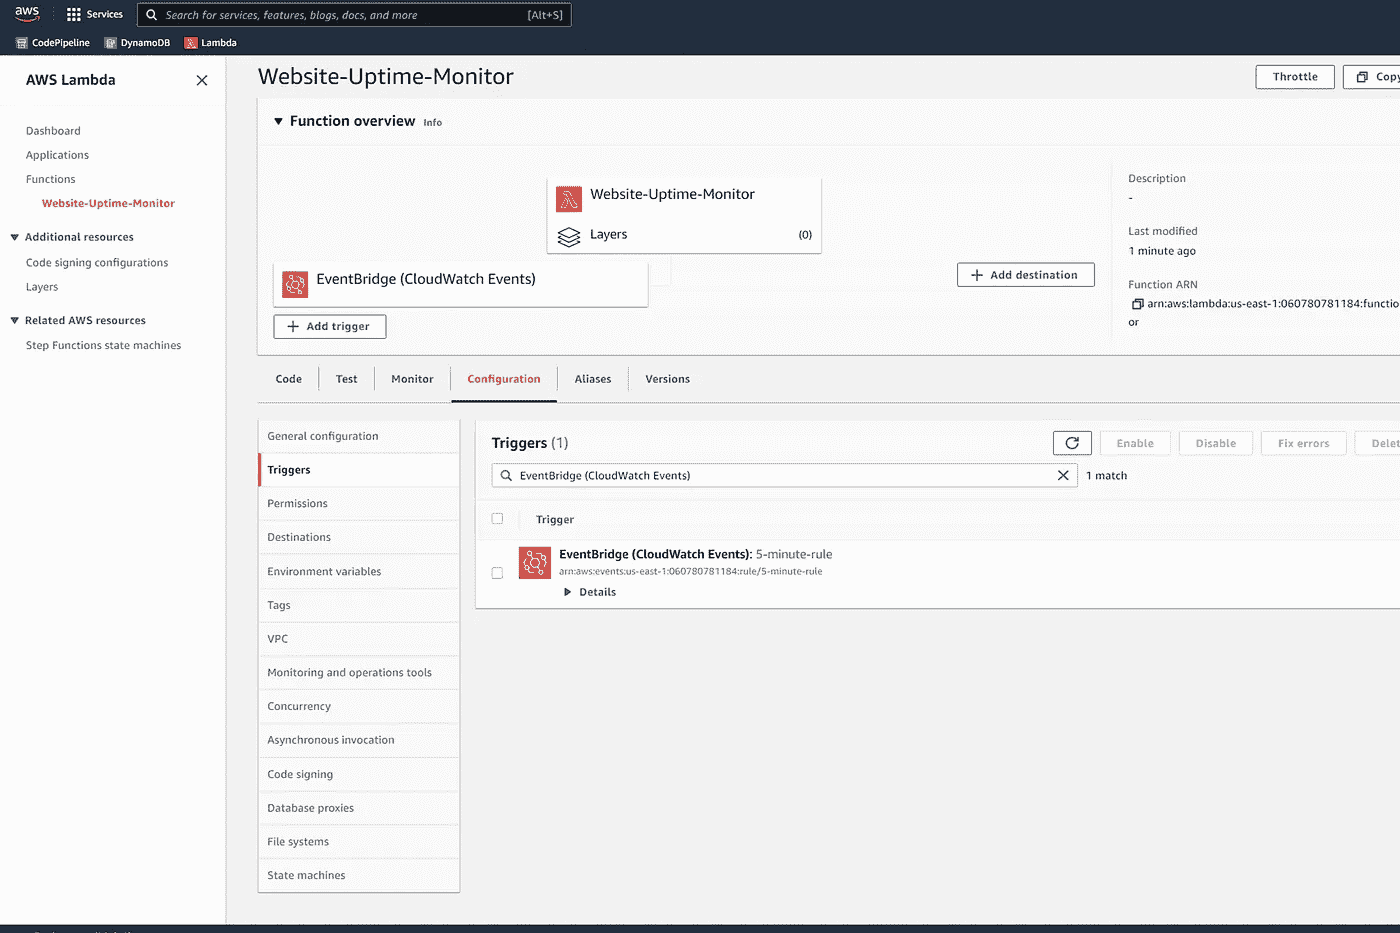 aws
Services
Search for services, features, blogs, docs, and more
[Alt+S]
CodePipeline
DynamoDB
Lambda
AWS Lambda
Dashboard
Applications
Functions
Website-Uptime-Monitor
Additional resources
Code signing configurations
Layers
Related AWS resources
Step Functions state machines
Website-Uptime-Monitor
Throttle
Copy
Function overview Info
Website-Uptime-Monitor
Layers (0)
EventBridge (CloudWatch Events)
Add trigger
Add destination
Description
-
Last modified
1 minute ago
Function ARN
arn:aws:lambda:us-east-1:060780781184:functio
or
Code
Test
Monitor
Configuration
Aliases
Versions
General configuration
Triggers
Permissions
Destinations
Environment variables
Tags
VPC
Monitoring and operations tools
Concurrency
Asynchronous invocation
Code signing
Database proxies
File systems
State machines
Triggers (1)
Enable
Disable
Fix errors
Delet
EventBridge (CloudWatch Events)
1 match
Trigger
EventBridge (CloudWatch Events): 5-minute-rule
arn:aws:events:us-east-1:060780781184:rule/5-minute-rule
Details